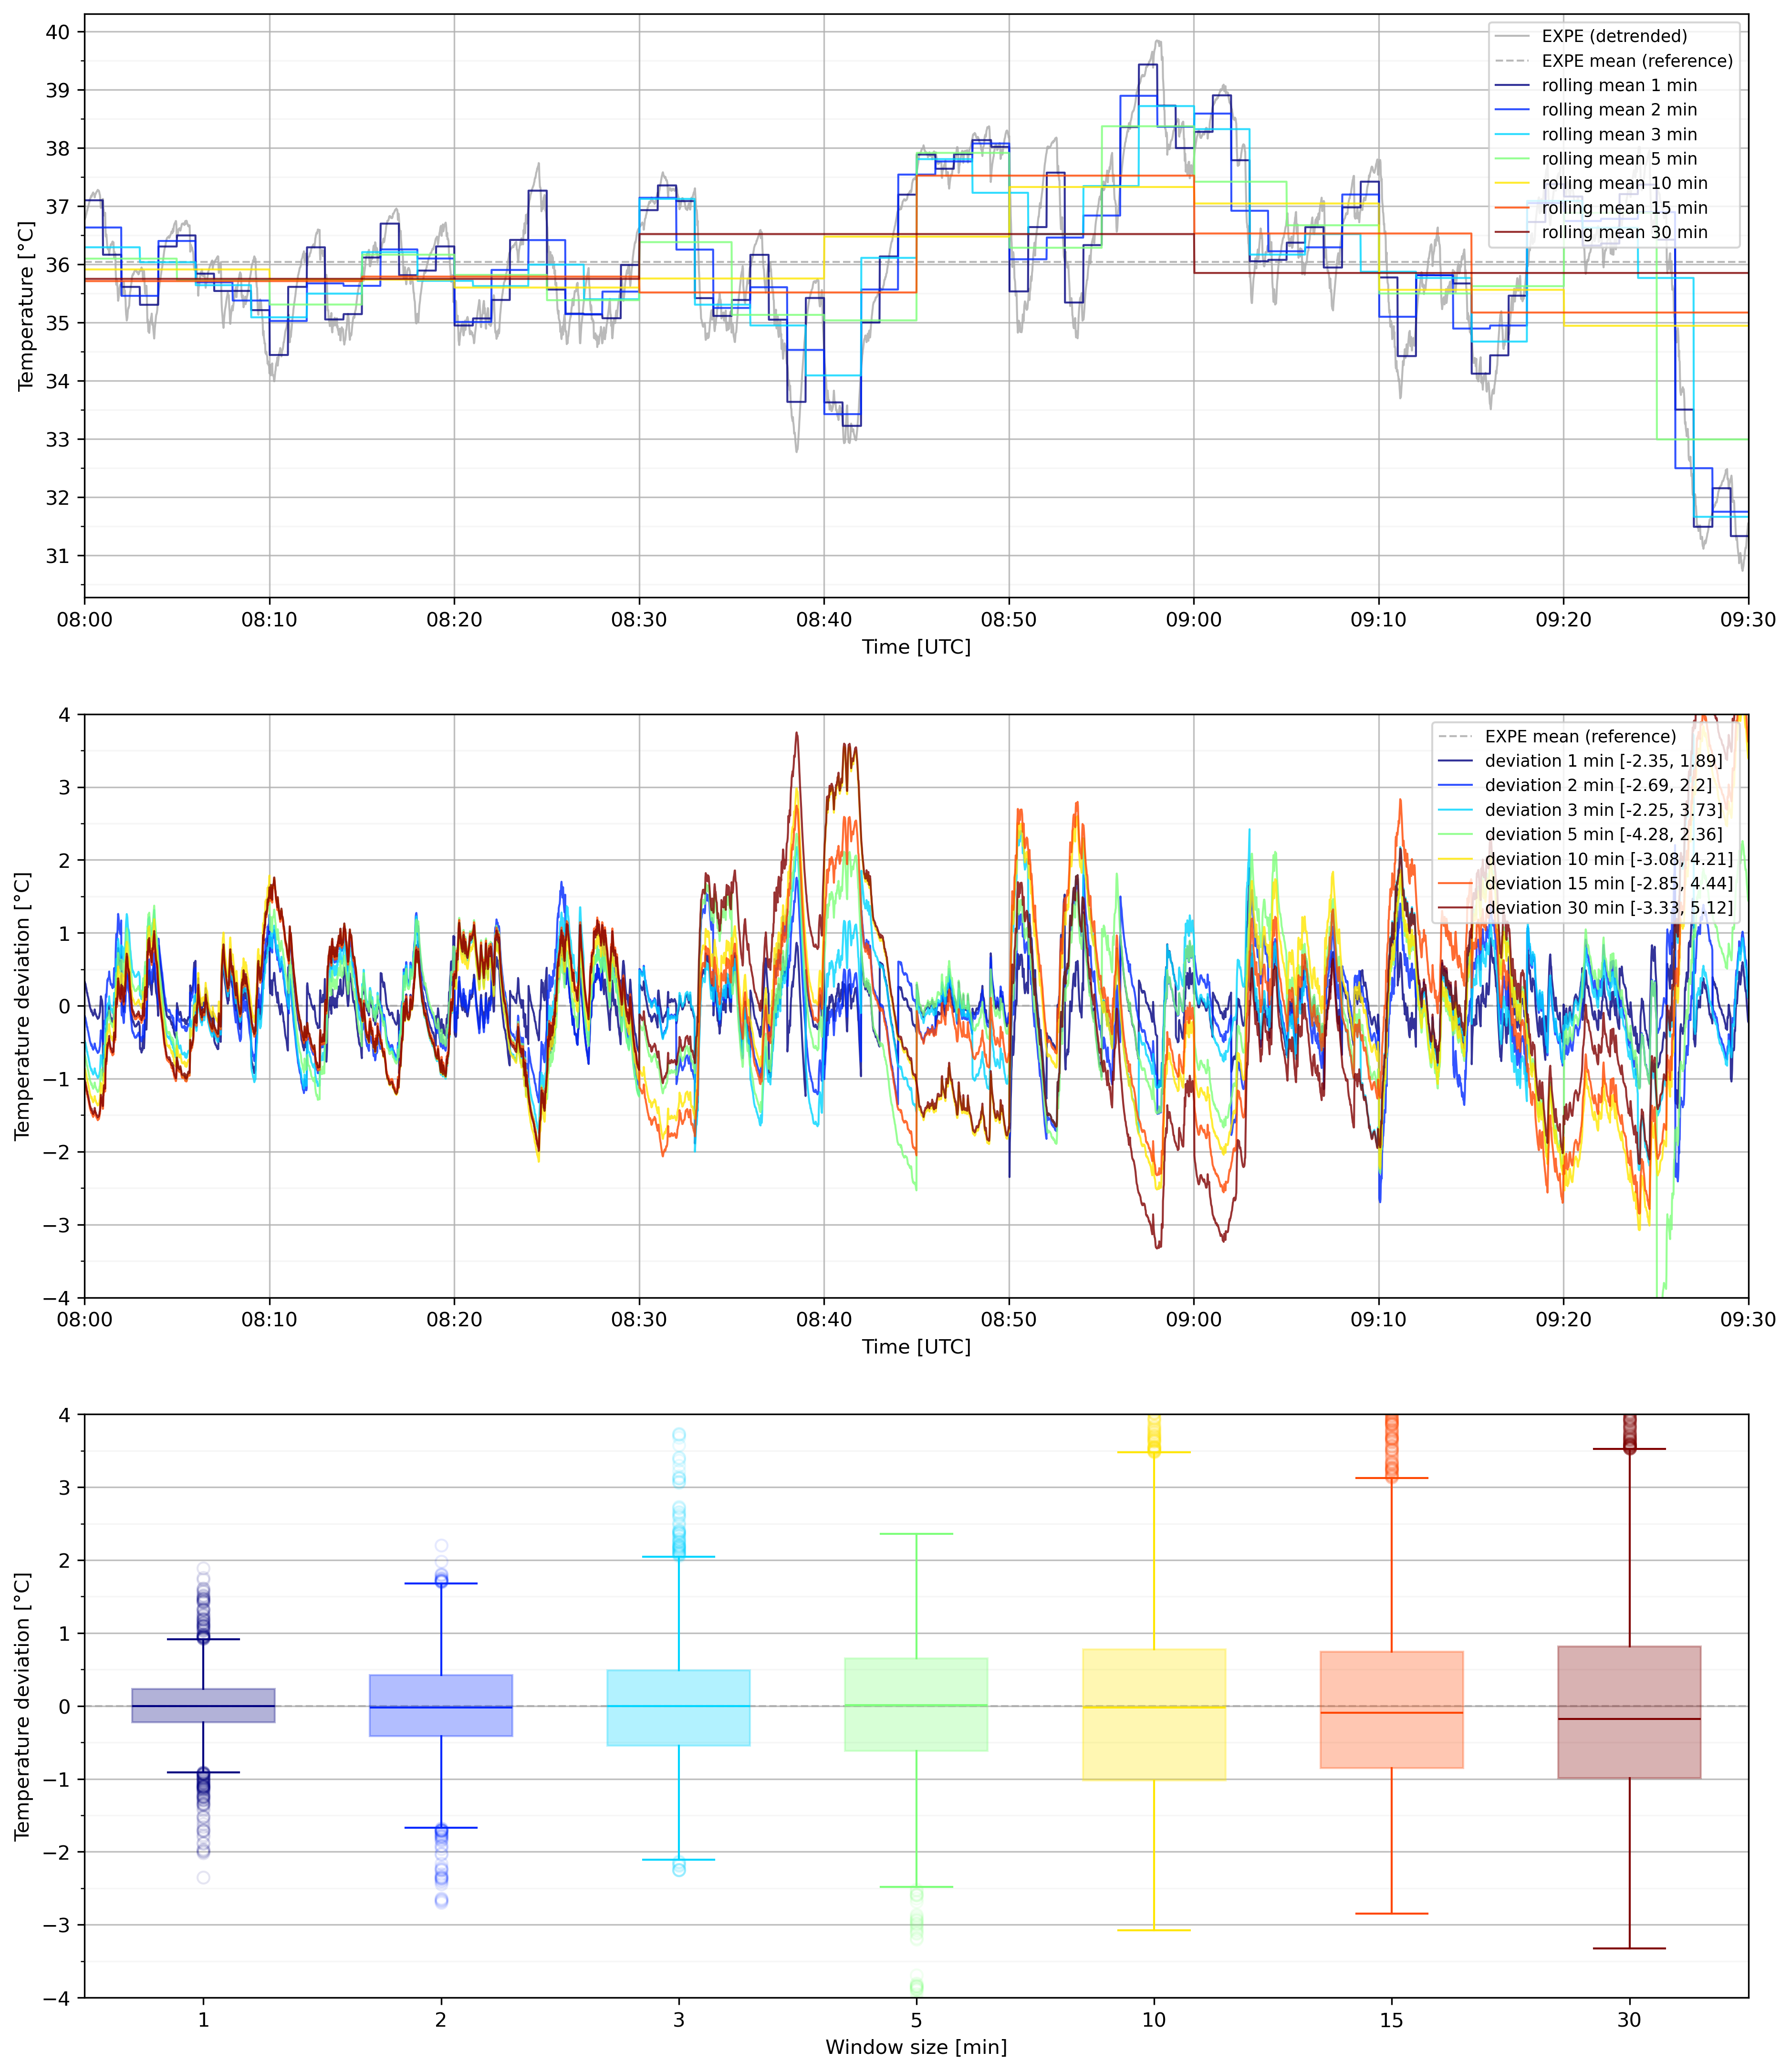 40
39
38
37
36
35
34
33
32
31
Temperature [°C]
EXPE (detrended)
EXPE mean (reference)
rolling mean 1 min
rolling mean 2 min
rolling mean 3 min
rolling mean 5 min
rolling mean 10 min
rolling mean 15 min
rolling mean 30 min
08:00 08:10 08:20 08:30 08:40 08:50 09:00 09:10 09:20 09:30
Time [UTC]
4
3
2
1
0
−1
−2
−3
−4
Temperature deviation [°C]
EXPE mean (reference)
deviation 1 min [-2.35, 1.89]
deviation 2 min [-2.69, 2.2]
deviation 3 min [-2.25, 3.73]
deviation 5 min [-4.28, 2.36]
deviation 10 min [-3.08, 4.21]
deviation 15 min [-2.85, 4.44]
deviation 30 min [-3.33, 5.12]
08:00 08:10 08:20 08:30 08:40 08:50 09:00 09:10 09:20 09:30
Time [UTC]
4
3
2
1
0
−1
−2
−3
−4
Temperature deviation [°C]
1 2 3 5 10 15 30
Window size [min]